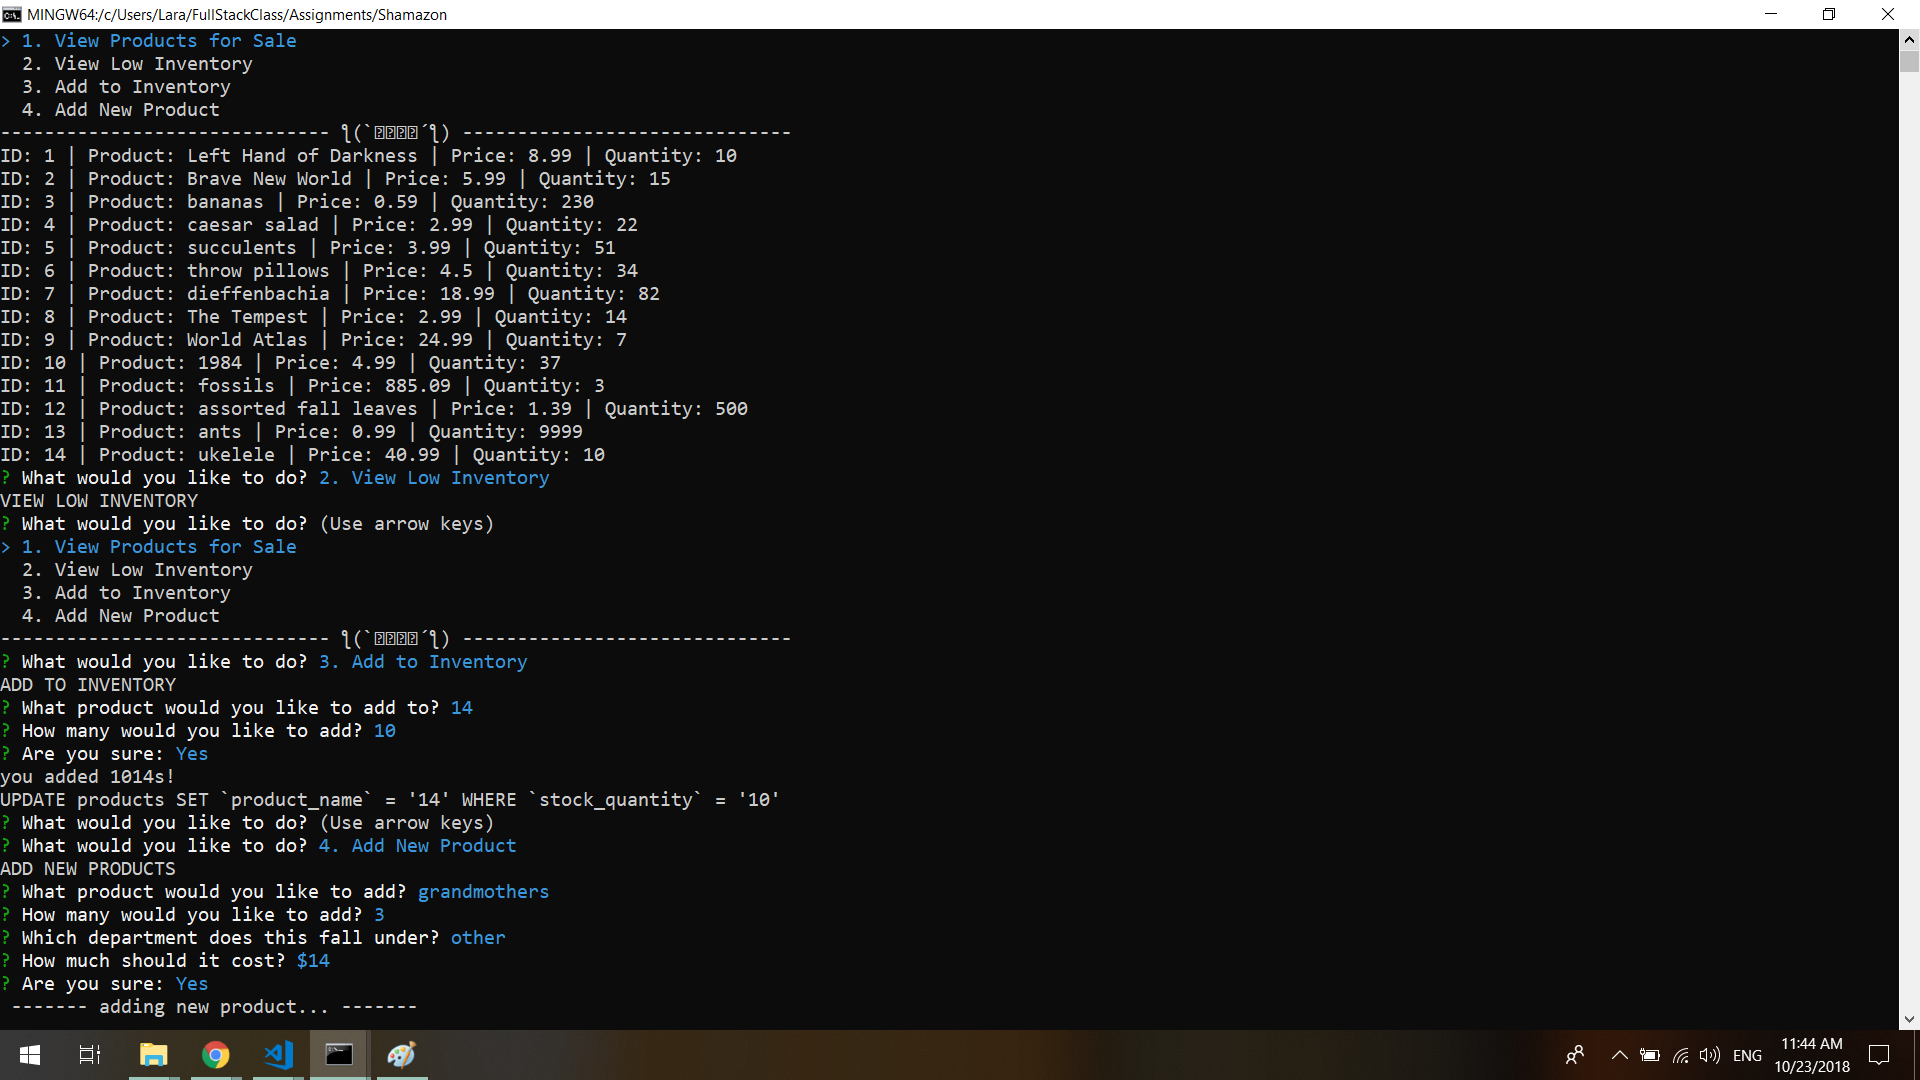 MINGW64:/c/Users/Lara/FullStackClass/Assignments/Shamazon
> 1. View Products for Sale
  2. View Low Inventory
  3. Add to Inventory
  4. Add New Product
------------------------------ ƪ(`▯▯▯▯´ƪ) ------------------------------
ID: 1 | Product: Left Hand of Darkness | Price: 8.99 | Quantity: 10
ID: 2 | Product: Brave New World | Price: 5.99 | Quantity: 15
ID: 3 | Product: bananas | Price: 0.59 | Quantity: 230
ID: 4 | Product: caesar salad | Price: 2.99 | Quantity: 22
ID: 5 | Product: succulents | Price: 3.99 | Quantity: 51
ID: 6 | Product: throw pillows | Price: 4.5 | Quantity: 34
ID: 7 | Product: dieffenbachia | Price: 18.99 | Quantity: 82
ID: 8 | Product: The Tempest | Price: 2.99 | Quantity: 14
ID: 9 | Product: World Atlas | Price: 24.99 | Quantity: 7
ID: 10 | Product: 1984 | Price: 4.99 | Quantity: 37
ID: 11 | Product: fossils | Price: 885.09 | Quantity: 3
ID: 12 | Product: assorted fall leaves | Price: 1.39 | Quantity: 500
ID: 13 | Product: ants | Price: 0.99 | Quantity: 9999
ID: 14 | Product: ukelele | Price: 40.99 | Quantity: 10
? What would you like to do? 2. View Low Inventory
VIEW LOW INVENTORY
? What would you like to do? (Use arrow keys)
> 1. View Products for Sale
  2. View Low Inventory
  3. Add to Inventory
  4. Add New Product
------------------------------ ƪ(`▯▯▯▯´ƪ) ------------------------------
? What would you like to do? 3. Add to Inventory
ADD TO INVENTORY
? What product would you like to add to? 14
? How many would you like to add? 10
? Are you sure: Yes
you added 1014s!
UPDATE products SET `product_name` = '14' WHERE `stock_quantity` = '10'
? What would you like to do? (Use arrow keys)
? What would you like to do? 4. Add New Product
ADD NEW PRODUCTS
? What product would you like to add? grandmothers
? How many would you like to add? 3
? Which department does this fall under? other
? How much should it cost? $14
? Are you sure: Yes
 ------- adding new product... -------
ENG
11:44 AM
10/23/2018